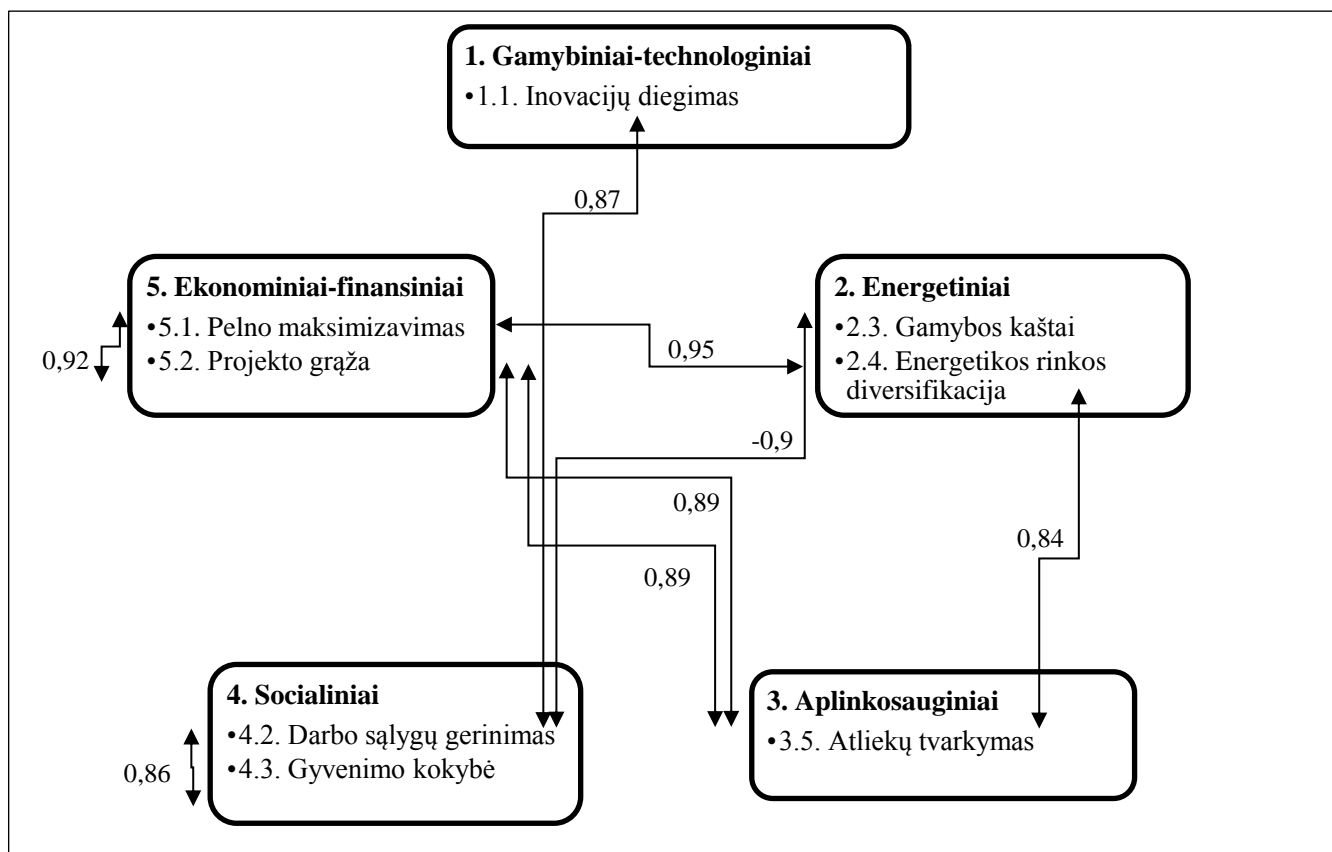 1. Gamybiniai-technologiniai
•1.1. Inovacijų diegimas
0,87
5. Ekonominiai-finansiniai
•5.1. Pelno maksimizavimas
•5.2. Projekto grąža
0,92
0,95
2. Energetiniai
•2.3. Gamybos kaštai
•2.4. Energetikos rinkos
diversifikacija
-0,9
0,89
0,84
0,89
4. Socialiniai
•4.2. Darbo sąlygų gerinimas
•4.3. Gyvenimo kokybė
0,86
3. Aplinkosauginiai
•3.5. Atliekų tvarkymas